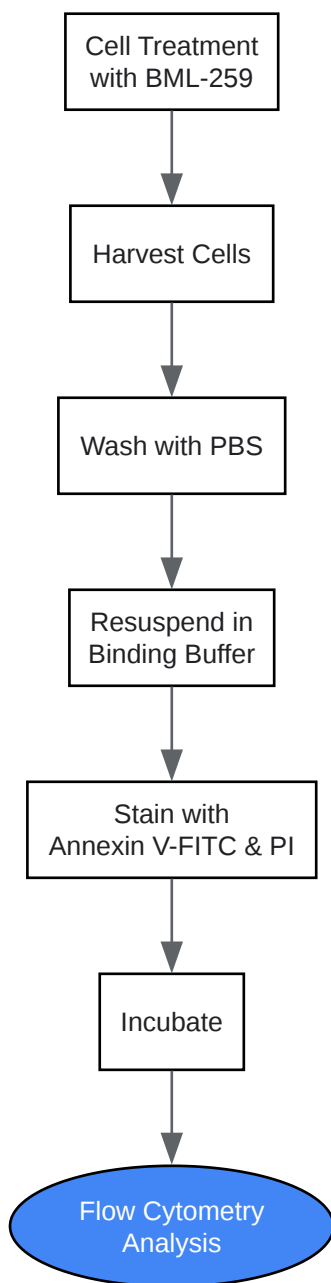 Cell Treatment
with BML-259
Harvest Cells
Wash with PBS
Resuspend in
Binding Buffer
Stain with
Annexin V-FITC & PI
Incubate
Flow Cytometry
Analysis